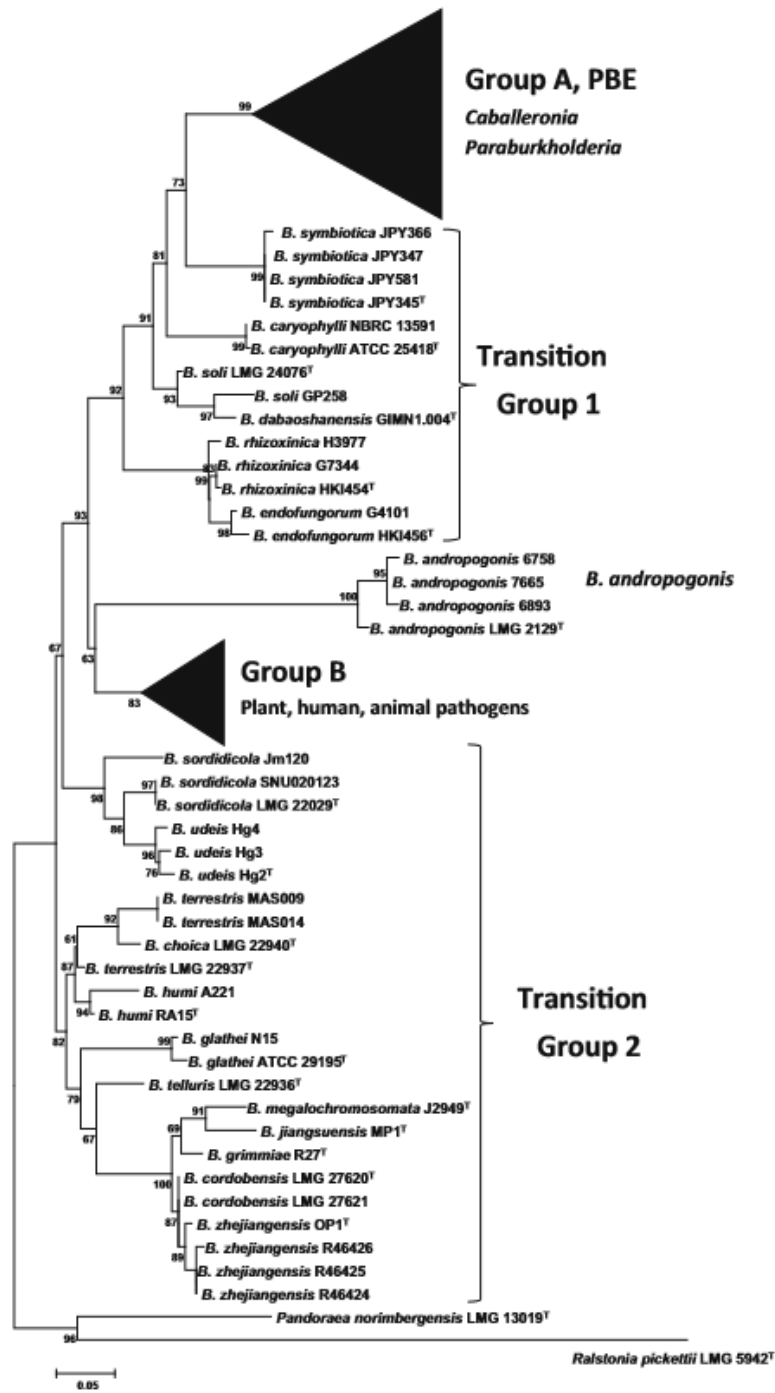 Group A, PBE
Caballeronia
Paraburkholderia
99
73
B. symbiotica JPY366
B. symbiotica JPY347
81
99
B. symbiotica JPY581
B. symbiotica JPY345ᵀ
91
B. caryophylli NBRC 13591
99
B. caryophylli ATCC 25418ᵀ
Transition
Group 1
B. soli LMG 24076ᵀ
92
93
B. soli GP258
97
B. dabaoshanensis GIMN1.004ᵀ
B. rhizoxinica H3977
83
B. rhizoxinica G7344
99
B. rhizoxinica HKI454ᵀ
B. endofungorum G4101
93
98
B. endofungorum HKI456ᵀ
B. andropogonis 6758
95
B. andropogonis 7665
B. andropogonis
100
B. andropogonis 6893
B. andropogonis LMG 2129ᵀ
67
63
Group B
83
Plant, human, animal pathogens
B. sordidicola Jm120
97
B. sordidicola SNU020123
98
B. sordidicola LMG 22029ᵀ
86
B. udeis Hg4
96
B. udeis Hg3
76
B. udeis Hg2ᵀ
B. terrestris MAS009
92
B. terrestris MAS014
61
B. choica LMG 22940ᵀ
87
B. terrestris LMG 22937ᵀ
B. humi A221
94
B. humi RA15ᵀ
Transition
Group 2
82
99
B. glathei N15
B. glathei ATCC 29195ᵀ
79
B. telluris LMG 22936ᵀ
91
B. megalochromosomata J2949ᵀ
67
69
B. jiangsuensis MP1ᵀ
B. grimmiae R27ᵀ
100
B. cordobensis LMG 27620ᵀ
B. cordobensis LMG 27621
87
B. zhejiangensis OP1ᵀ
89
B. zhejiangensis R46426
B. zhejiangensis R46425
B. zhejiangensis R46424
Pandoraea norimbergensis LMG 13019ᵀ
96
Ralstonia pickettii LMG 5942ᵀ
0.05